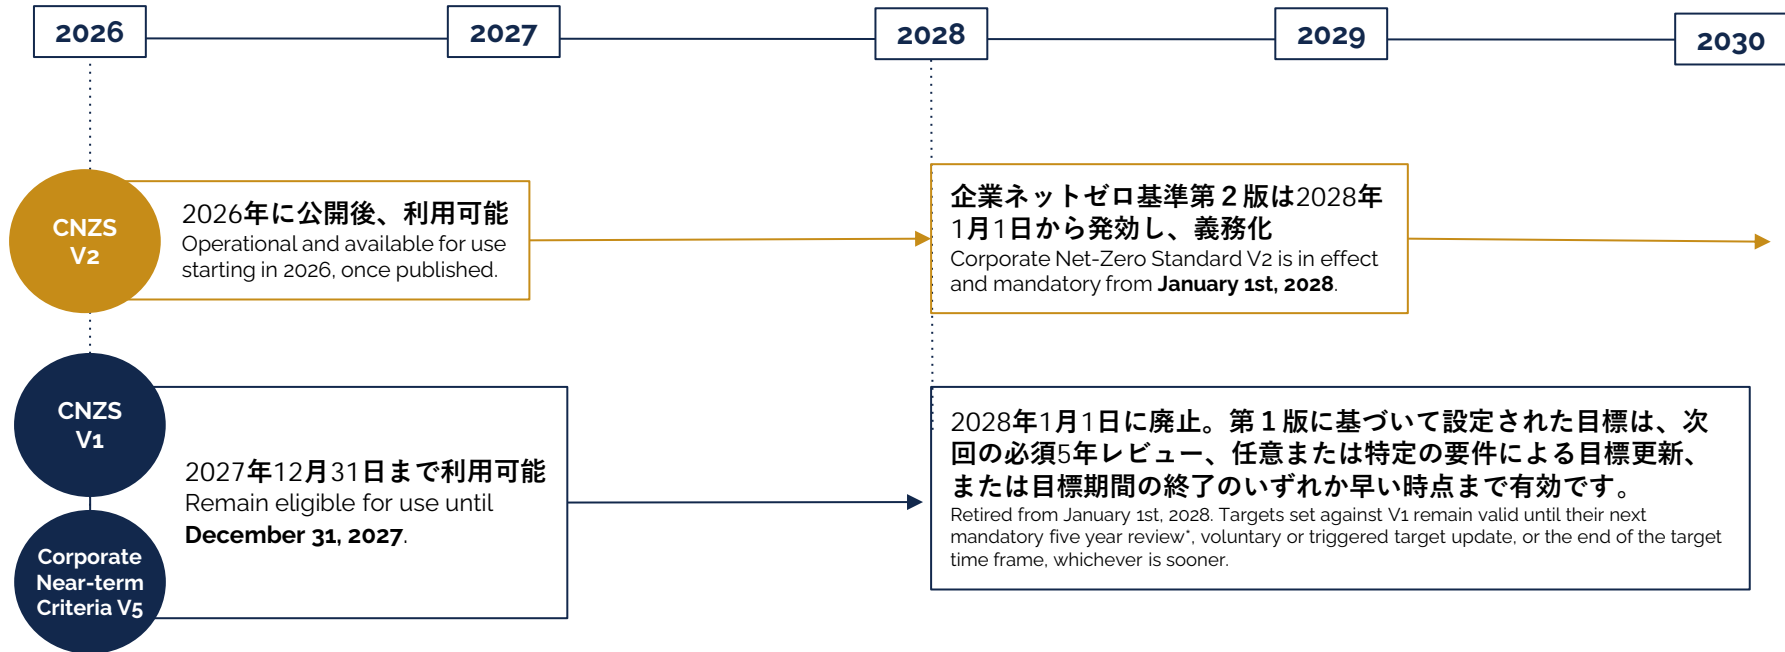 2026
2027
2028
2029
2030
CNZS
V2
2026年に公開後、利用可能
Operational and available for use
starting in 2026, once published.
企業ネットゼロ基準第２版は2028年
1月1日から発効し、義務化
Corporate Net-Zero Standard V2 is in effect
and mandatory from January 1st, 2028.
CNZS
V1
Corporate
Near-term
Criteria V5
2027年12月31日まで利用可能
Remain eligible for use until
December 31, 2027.
2028年1月1日に廃止。第１版に基づいて設定された目標は、次
回の必須5年レビュー、任意または特定の要件による目標更新、
または目標期間の終了のいずれか早い時点まで有効です。
Retired from January 1st, 2028. Targets set against V1 remain valid until their next
mandatory five year review*, voluntary or triggered target update, or the end of the target
time frame, whichever is sooner.